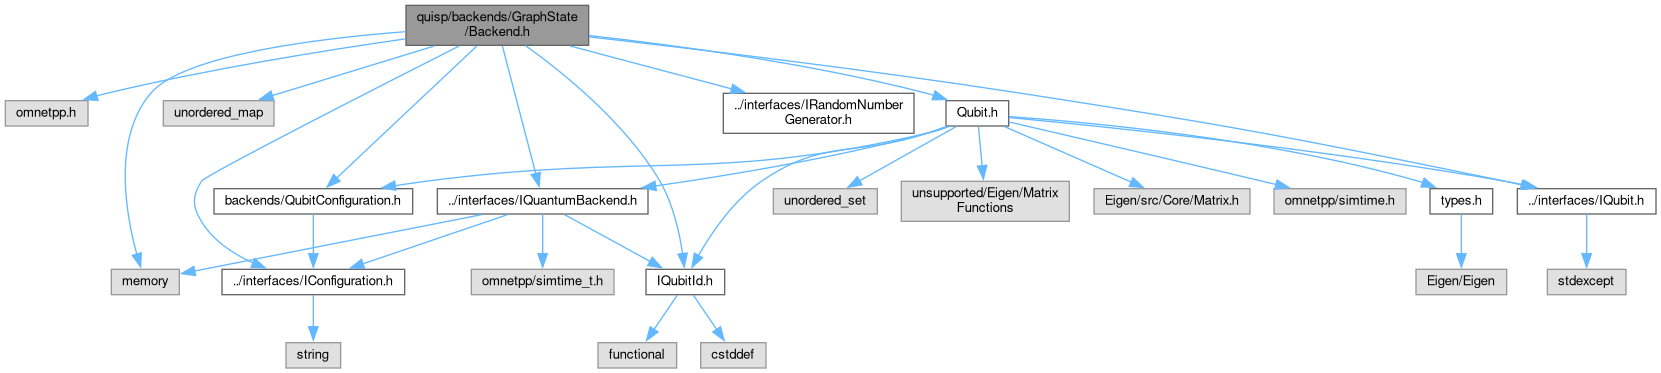 quisp/backends/GraphState
/Backend.h
omnetpp.h
unordered_map
../interfaces/IRandomNumber
Generator.h
Qubit.h
backends/QubitConfiguration.h
../interfaces/IQuantumBackend.h
unordered_set
unsupported/Eigen/Matrix
Functions
Eigen/src/Core/Matrix.h
omnetpp/simtime.h
types.h
../interfaces/IQubit.h
memory
../interfaces/IConfiguration.h
omnetpp/simtime_t.h
IQubitId.h
Eigen/Eigen
stdexcept
string
functional
cstddef